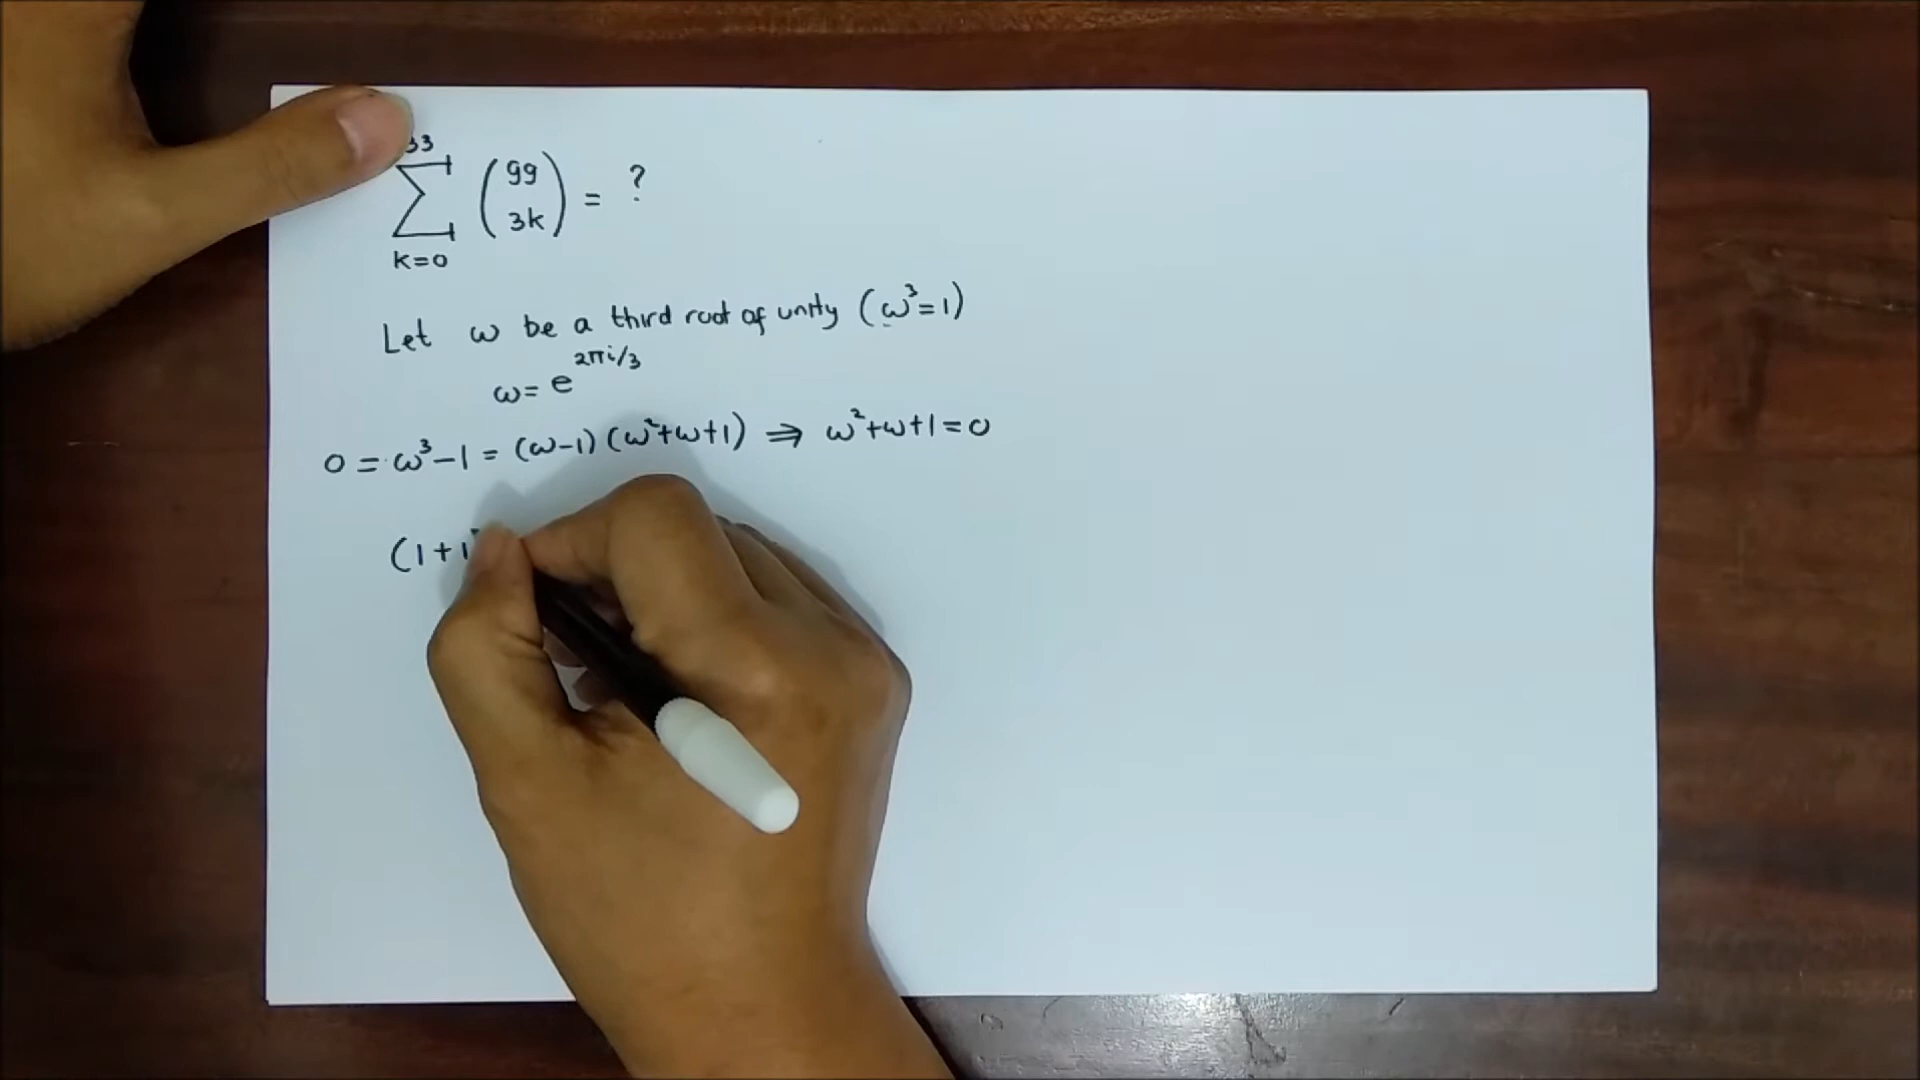 33
∑ (99 3k) = ?
k=0
Let ω be a third root of unity (ω³=1)
ω= e^2πi/3
0 = ω³-1 = (ω-1) (ω²+ω+1) ⇒ ω²+ω+1=0
(1+1